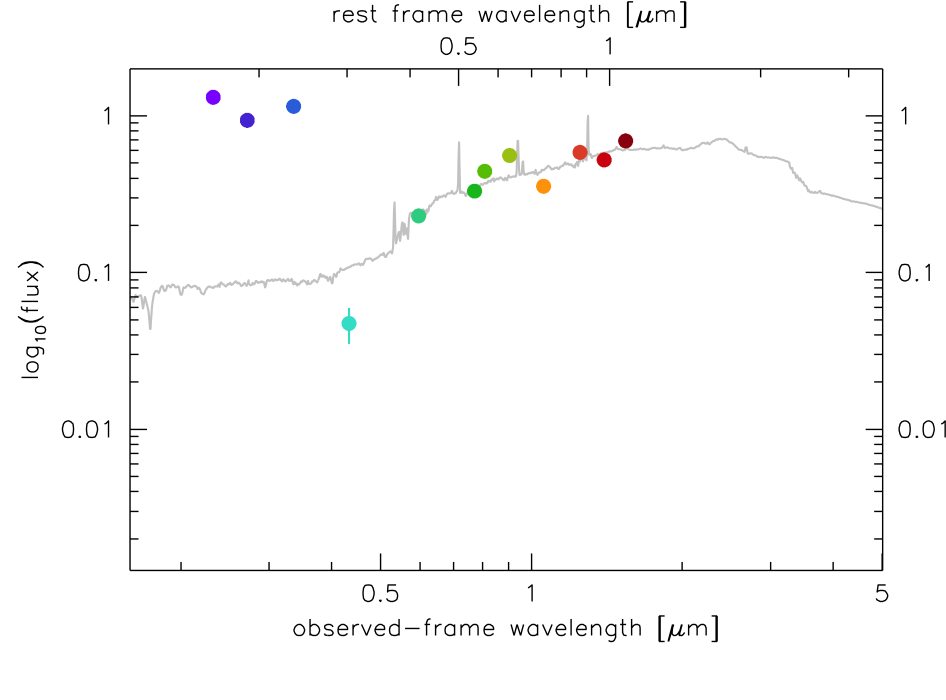 rest frame wavelength [μm]
0.5 1
1 1
0.1 0.1
0.01 0.01
log10(flux)
0.5 1 5
observed-frame wavelength [μm]